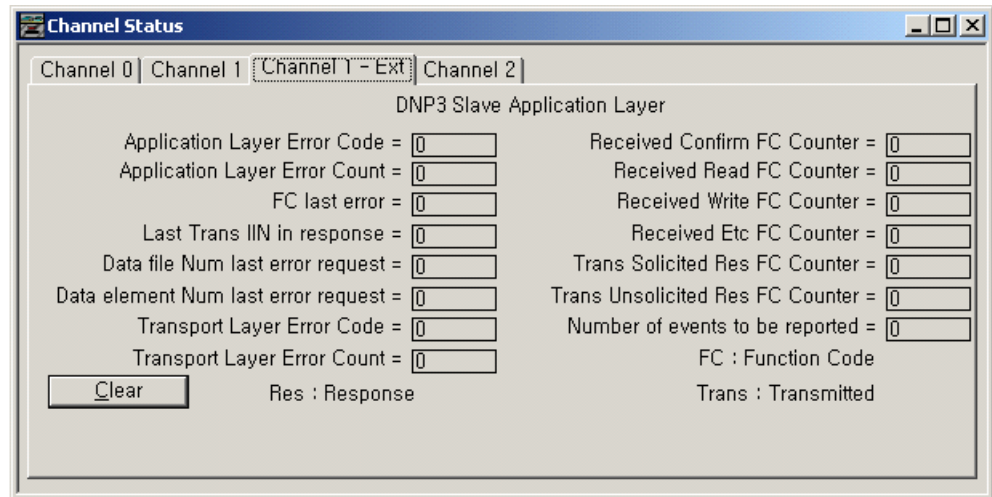 Channel Status
Channel 0 Channel 1 Channel 1 - Ext Channel 2
DNP3 Slave Application Layer
Application Layer Error Code = 0
Application Layer Error Count = 0
FC last error = 0
Last Trans IIN in response = 0
Data file Num last error request = 0
Data element Num last error request = 0
Transport Layer Error Code = 0
Transport Layer Error Count = 0
Received Confirm FC Counter = 0
Received Read FC Counter = 0
Received Write FC Counter = 0
Received Etc FC Counter = 0
Trans Solicited Res FC Counter = 0
Trans Unsolicited Res FC Counter = 0
Number of events to be reported = 0
FC : Function Code
Clear
Res : Response
Trans : Transmitted